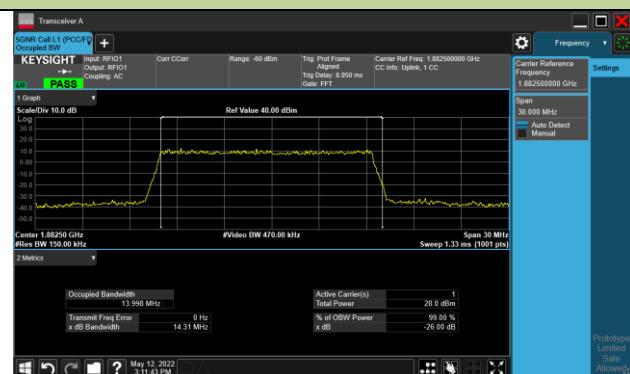 Transceiver A
5GNR Cell L1 (PCC/F
Occupied BW
KEYSIGHT
Input: RFIO1
Output: RFIO1
Coupling: AC
Corr CCorr
Range: -60 dBm
Trig: Prof Frame
Aligned
Trig Delay: 8.950 ms
Gate: FFT
Carrier Ref Freq: 1.882500000 GHz
CC Info: Uplink, 1 CC
PASS
Frequency
Carrier Reference
Frequency
1.882500000 GHz
Settings
Span
30.000 MHz
Auto Detect
Manual
1 Graph
Scale/Div 10.0 dB
Ref Value 40.00 dBm
Log
30.0
20.0
10.0
0.00
-10.0
-20.0
-30.0
-40.0
-50.0
Center 1.88250 GHz
#Video BW 470.00 kHz
Span 30 MHz
#Res BW 150.00 kHz
Sweep 1.33 ms (1001 pts)
2 Metrics
Occupied Bandwidth
13.998 MHz
Active Carrier(s) 1
Total Power 28.0 dBm
Transmit Freq Error 0 Hz
x dB Bandwidth 14.31 MHz
% of OBW Power 99.00 %
x dB -26.00 dB
Prototype
Limited
Sale
Allowed
May 12, 2022
3:11:43 PM